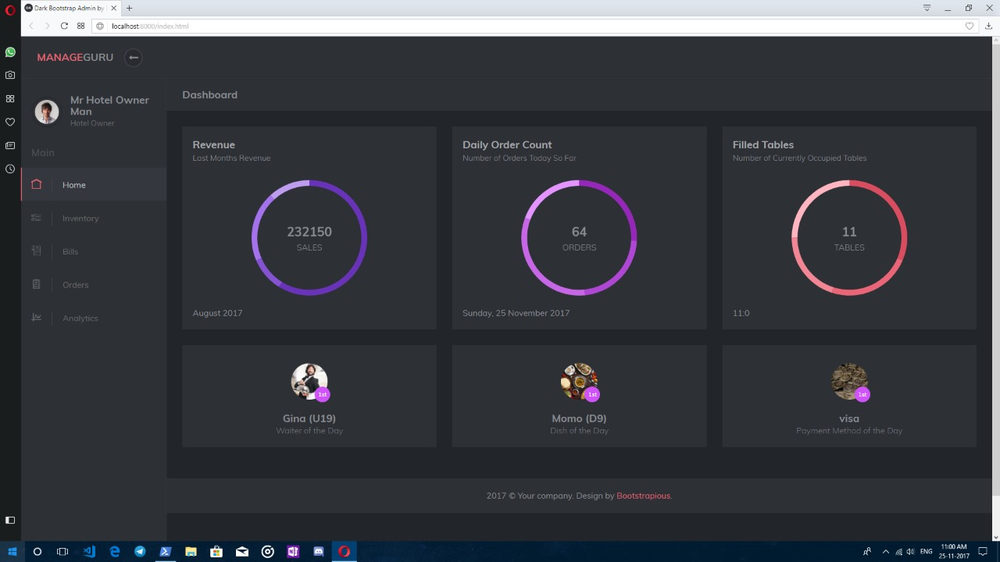 Dark Bootstrap Admin by
localhost:8000/index.html
MANAGEGURU
Mr Hotel Owner
Man
Hotel Owner
Main
Home
Inventory
Bills
Orders
Analytics
Dashboard
Revenue
Last Months Revenue
232150
SALES
August 2017
Daily Order Count
Number of Orders Today So Far
64
ORDERS
Sunday, 25 November 2017
Filled Tables
Number of Currently Occupied Tables
11
TABLES
11:0
1st
Gina (U19)
Waiter of the Day
1st
Momo (D9)
Dish of the Day
1st
visa
Payment Method of the Day
2017 © Your company. Design by Bootstrapious.
ENG
11:00 AM
25-11-2017